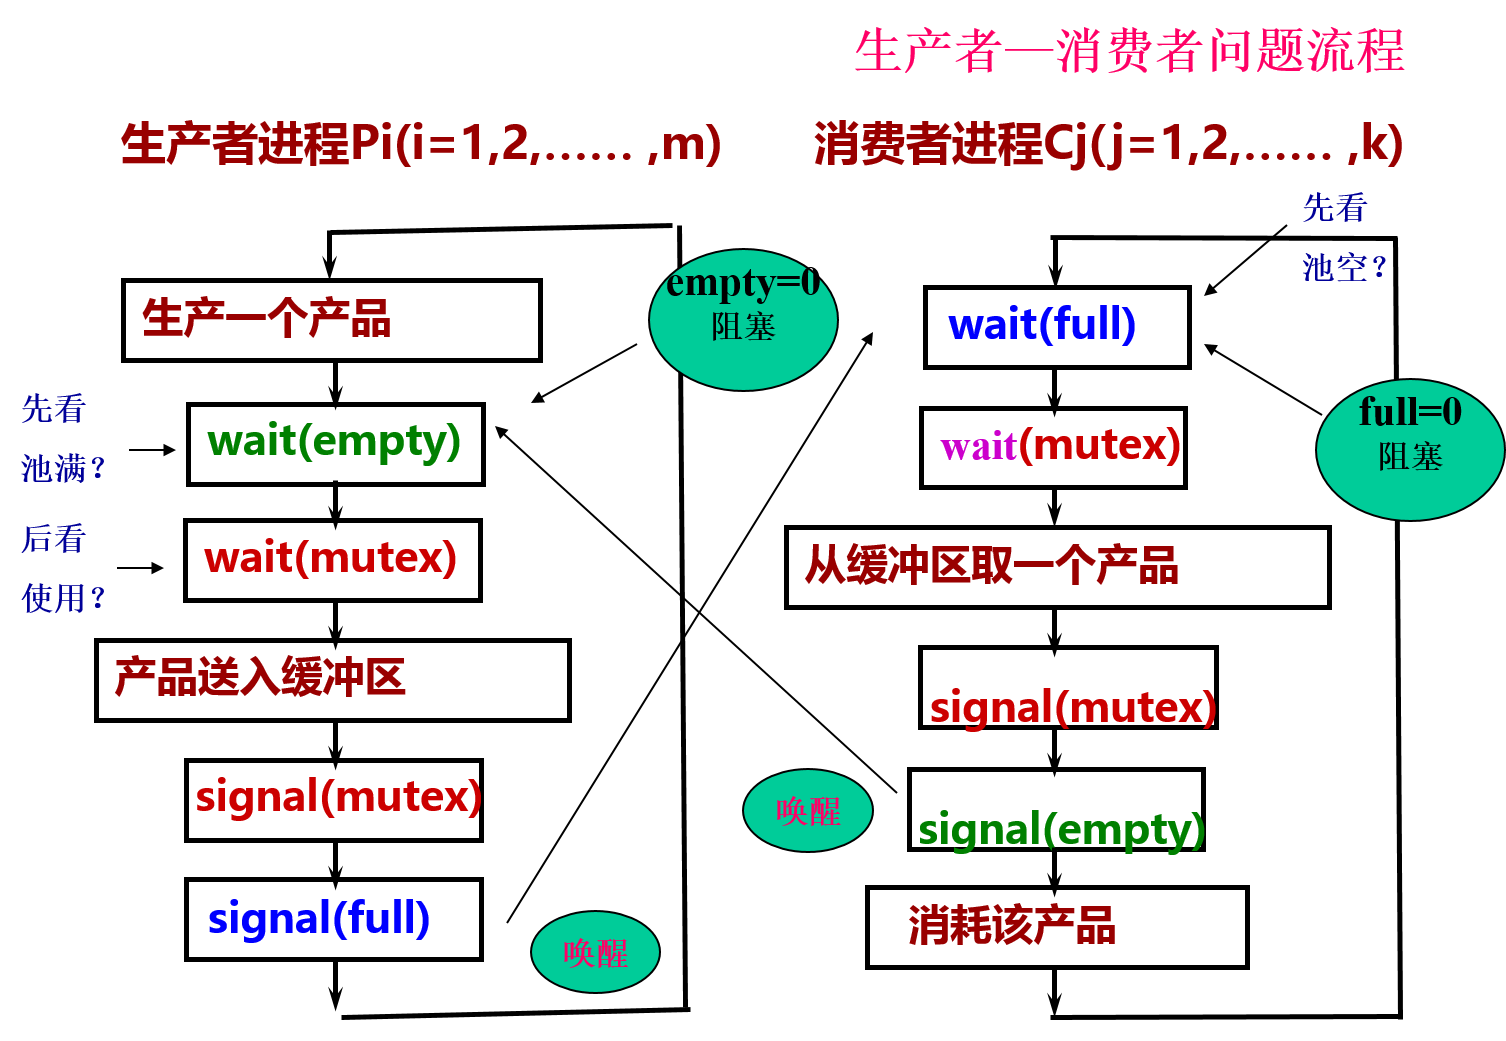 生产者—消费者问题流程
生产者进程Pi(i=1,2,…… ,m)
消费者进程Cj(j=1,2,…… ,k)
生产一个产品
empty=0
阻塞
先看
池满?
wait(empty)
后看
使用?
wait(mutex)
产品送入缓冲区
signal(mutex)
signal(full)
唤醒
先看
池空?
wait(full)
full=0
阻塞
wait(mutex)
从缓冲区取一个产品
signal(mutex)
唤醒
signal(empty)
消耗该产品